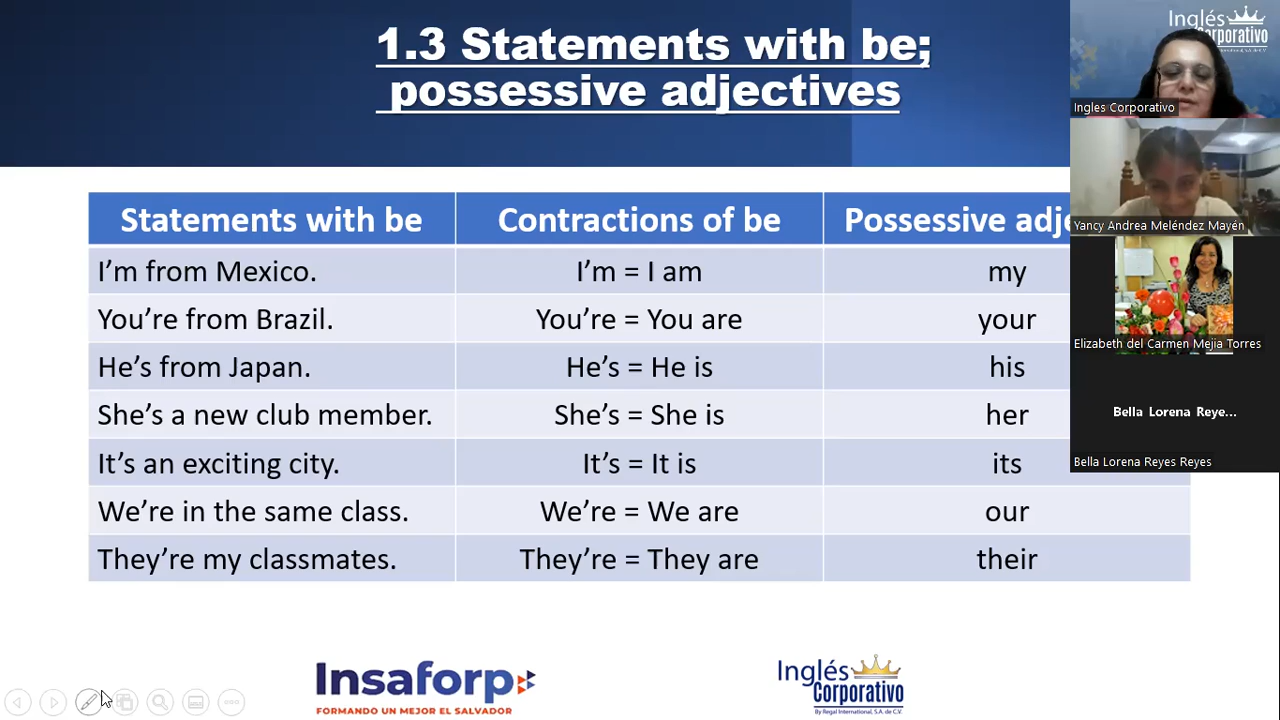 1.3 Statements with be;
possessive adjectives
Statements with be Contractions of be Possessive
I’m from Mexico. I’m = I am my
You’re from Brazil. You’re = You are your
He’s from Japan. He’s = He is his
She’s a new club member. She’s = She is her
It’s an exciting city. It’s = It is its
We’re in the same class. We’re = We are our
They’re my classmates. They’re = They are their
Insaforp
FORMANDO UN MEJOR EL SALVADOR
Inglés
Corporativo
By Regal International, S.A. de C.V.
Inglés
Corporativo
Ingles Corporativo
Yancy Andrea Meléndez Mayén
Elizabeth del Carmen Mejía Torres
Bella Lorena Reye...
Bella Lorena Reyes Reyes